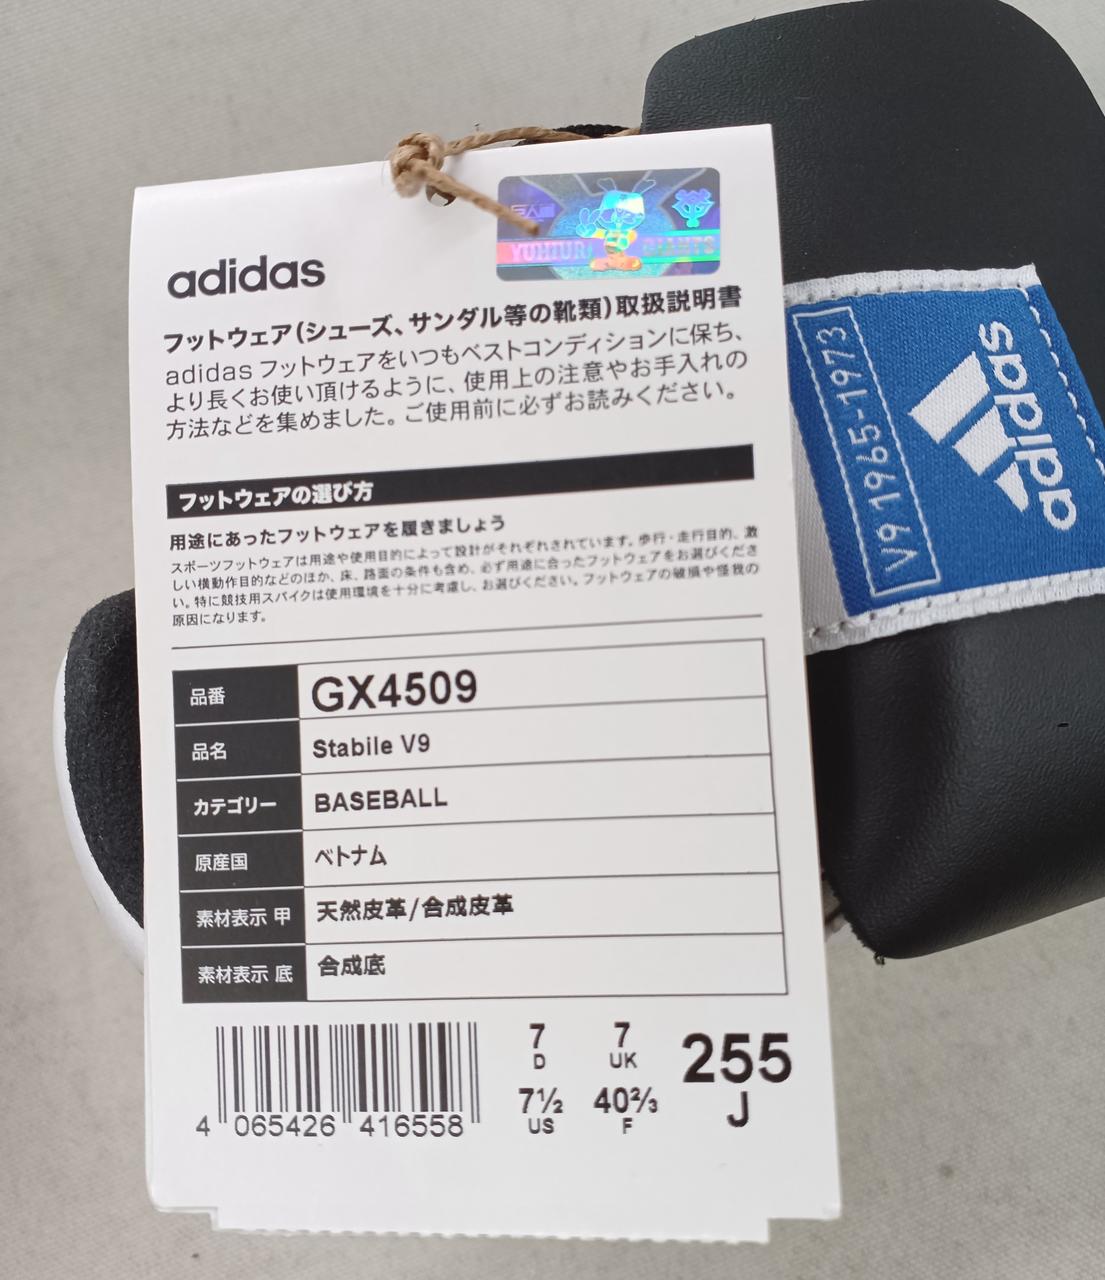 YOMIURI GIANTS
adidas
フットウェア(シューズ、サンダル等の靴類)取扱説明書
adidas フットウェアをいつもベストコンディションに保ち、
より長くお使い頂けるように、使用上の注意やお手入れの
方法などを集めました。ご使用前に必ずお読みください。
フットウェアの選び方
用途にあったフットウェアを履きましょう
スポーツフットウェアは用途や使用目的によって設計がそれぞれされています。歩行・走行目的、激
しい横動作目的などのほか、床、路面の条件も含め、必ず用途に合ったフットウェアをお選びくださ
い。特に競技用スパイクは使用環境を十分に考慮し、お選びください。フットウェアの破損や怪我の
原因になります。
品番 GX4509
品名 Stabile V9
カテゴリー BASEBALL
原産国 ベトナム
素材表示 甲 天然皮革/合成皮革
素材表示 底 合成底
4 065426 416558
7 D
7 UK
7½ US
40⅔ F
255 J
V9 1965-1973
adidas